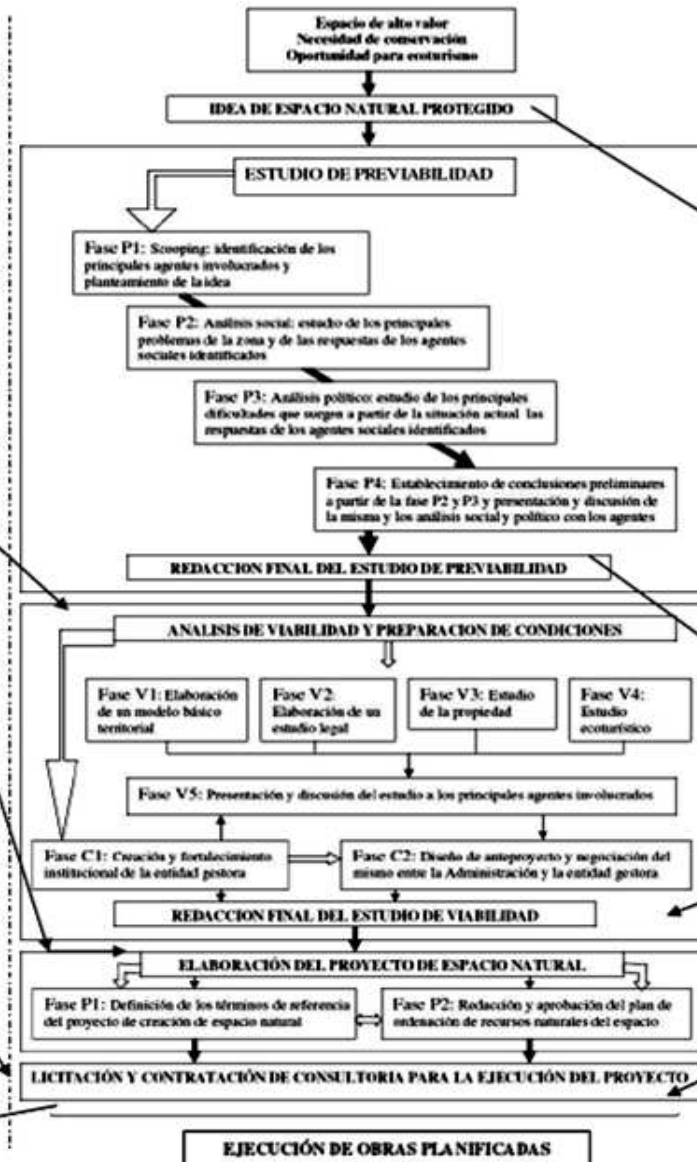 Espacio de alto valor
Necesidad de conservación
Oportunidad para ecoturismo
IDEA DE ESPACIO NATURAL PROTEGIDO
ESTUDIO DE PREVIABILIDAD
Fase P1: Scooping: identificación de los
principales agentes involucrados y
planteamiento de la idea
Fase P2: Análisis social: estudio de los principales
problemas de la zona y de las respuestas de los agentes
sociales identificados
Fase P3: Análisis político: estudio de los principales
dificultades que surgen a partir de la situación actual las
respuestas de los agentes sociales identificados
Fase P4: Establecimiento de conclusiones preliminares
a partir de la fase P2 y P3 y presentación y discusión de
la misma y los análisis social y político con los agentes
REDACCION FINAL DEL ESTUDIO DE PREVIABILIDAD
ANALISIS DE VIABILIDAD Y PREPARACION DE CONDICIONES
Fase V1: Elaboración
de un modelo básico
territorial
Fase V2:
Elaboración de un
estudio legal
Fase V3: Estudio
de la propiedad
Fase V4:
Estudio
ecoturístico
Fase V5: Presentación y discusión del estudio a los principales agentes involucrados
Fase C1: Creación y fortalecimiento
institucional de la entidad gestora
Fase C2: Diseño de anteproyecto y negociación del
mismo entre la Administración y la entidad gestora
REDACCION FINAL DEL ESTUDIO DE VIABILIDAD
ELABORACIÓN DEL PROYECTO DE ESPACIO NATURAL
Fase P1: Definición de los términos de referencia
del proyecto de creación de espacio natural
Fase P2: Redacción y aprobación del plan de
ordenación de recursos naturales del espacio
LICITACIÓN Y CONTRATACIÓN DE CONSULTORIA PARA LA EJECUCIÓN DEL PROYECTO
EJECUCIÓN DE OBRAS PLANIFICADAS